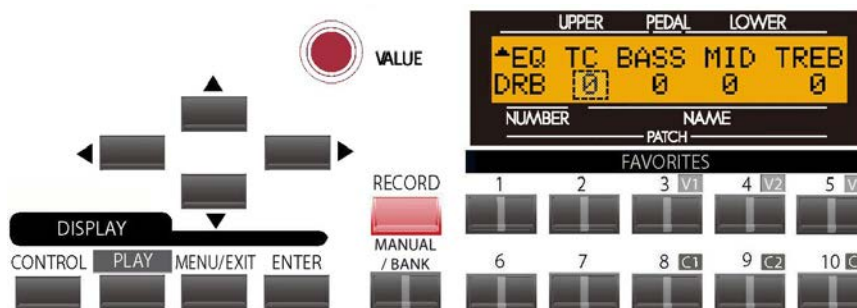 UPPER PEDAL LOWER
VALUE
EQ TC BASS MID TREB
DRB 0 0 0 0
NUMBER NAME
PATCH
FAVORITES
RECORD 1 2 3 V1 4 V2 5 V
DISPLAY
MANUAL
/ BANK
CONTROL PLAY MENU/EXIT ENTER 6 7 8 C1 9 C2 10 C